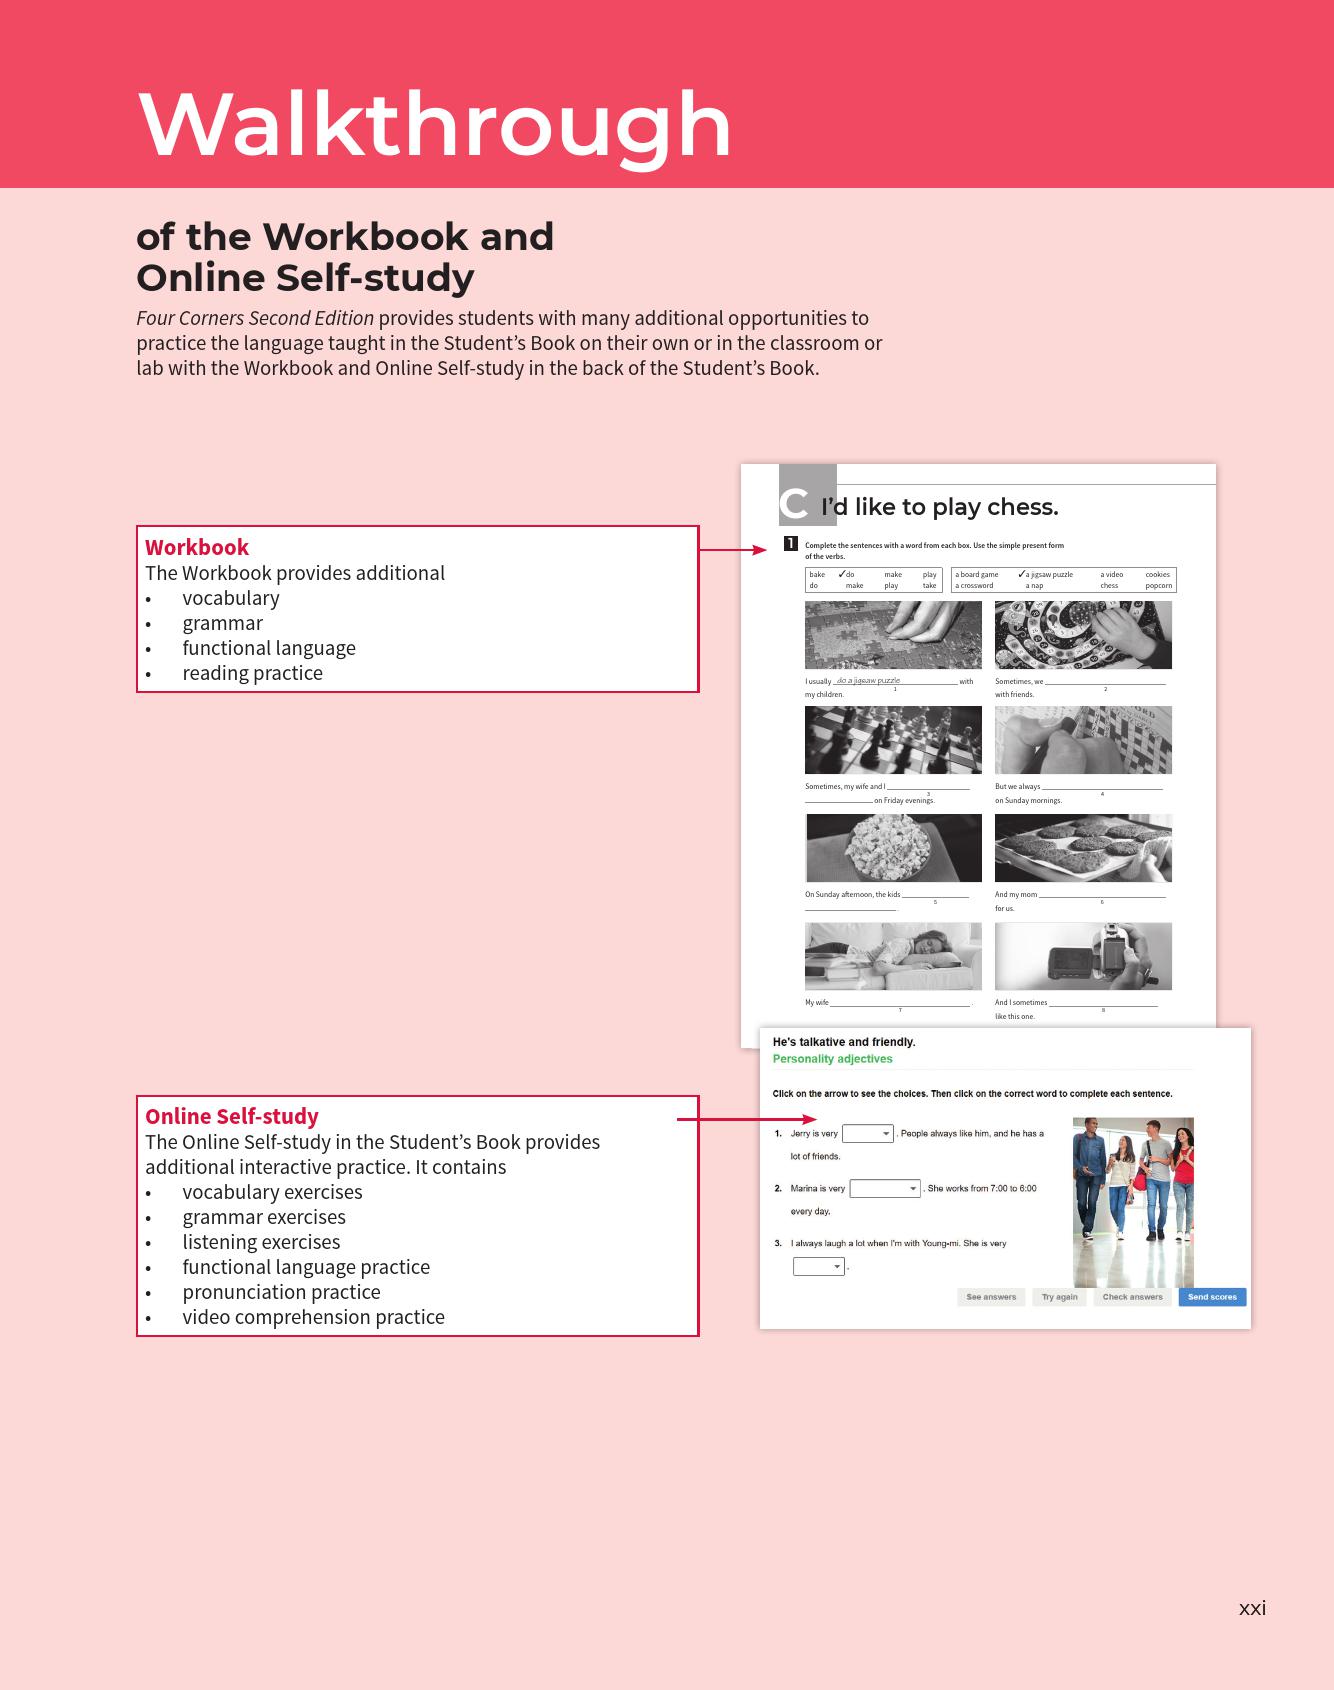 Walkthrough
of the Workbook and
Online Self-study
Four Corners Second Edition provides students with many additional opportunities to
practice the language taught in the Student's Book on their own or in the classroom or
lab with the Workbook and Online Self-study in the back of the Student's Book.
Workbook
The Workbook provides additional
• vocabulary
• grammar
• functional language
• reading practice
C I'd like to play chess.
1 Complete the sentences with a word from each box. Use the simple present form
of the verbs.
bake ✓do make play
do make play take
a board game ✓a jigsaw puzzle a video cookies
a crossword a nap chess popcorn
I usually do a jigsaw puzzle with
1
my children.
Sometimes, we
2
with friends.
Sometimes, my wife and I
3
on Friday evenings.
But we always
4
on Sunday mornings.
On Sunday afternoon, the kids
5
.
And my mom
6
for us.
My wife .
7
And I sometimes
8
like this one.
Online Self-study
The Online Self-study in the Student's Book provides
additional interactive practice. It contains
• vocabulary exercises
• grammar exercises
• listening exercises
• functional language practice
• pronunciation practice
• video comprehension practice
He's talkative and friendly.
Personality adjectives
Click on the arrow to see the choices. Then click on the correct word to complete each sentence.
1. Jerry is very . People always like him, and he has a
lot of friends.
2. Marina is very . She works from 7:00 to 6:00
every day.
3. I always laugh a lot when I'm with Young-mi. She is very
.
See answers Try again Check answers Send scores
xxi